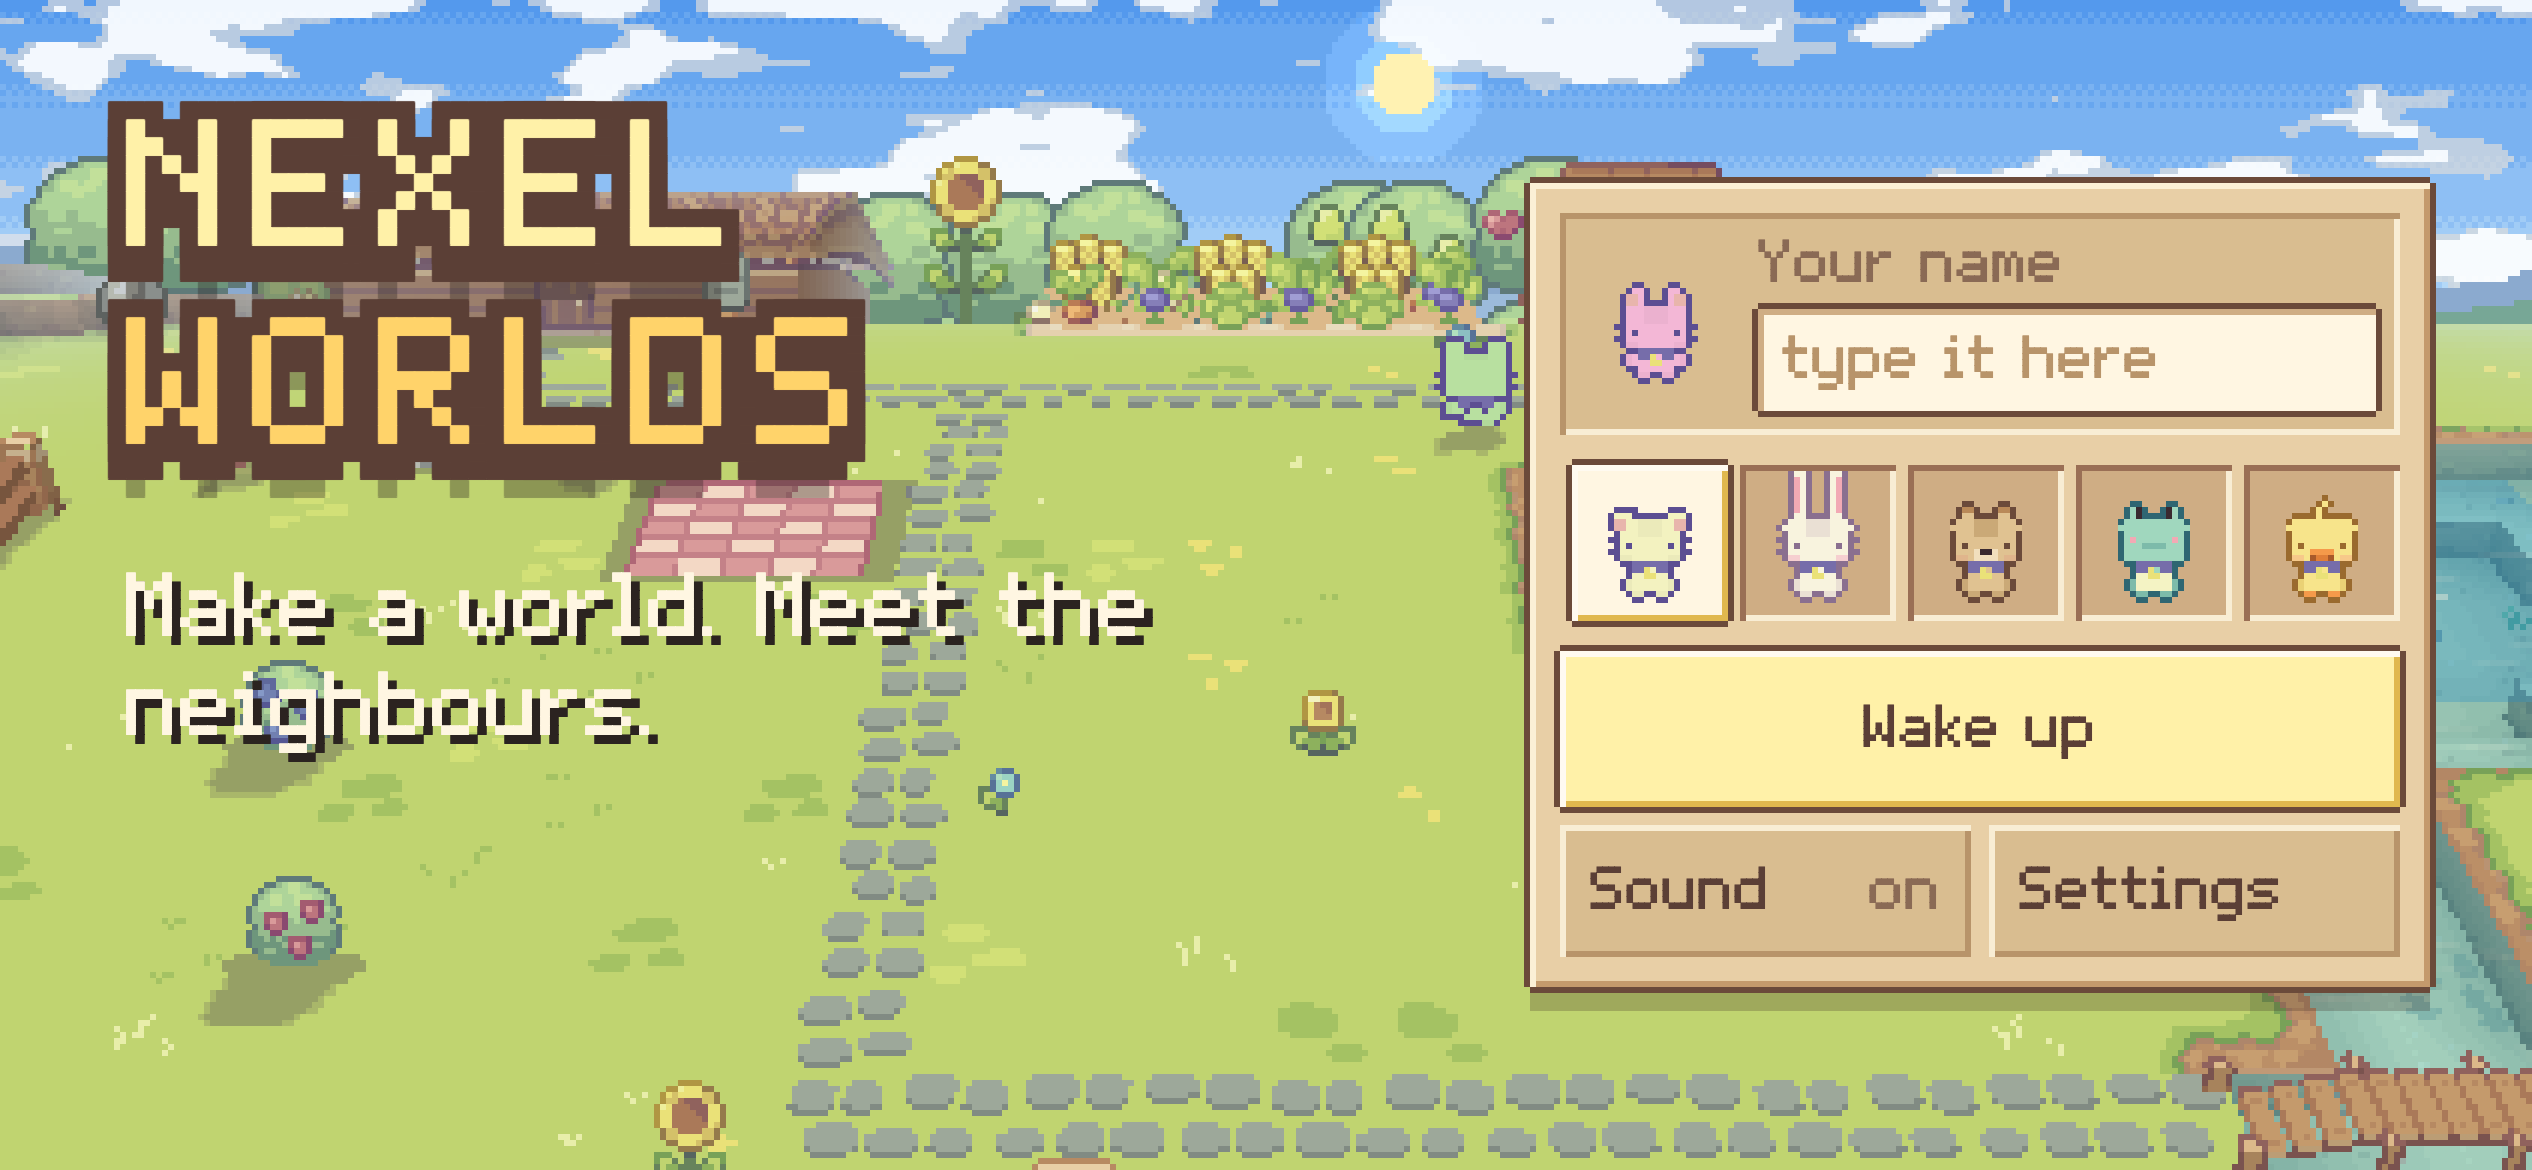 NEXEL
WORLDS
Make a world. Meet the
neighbours.
Your name
type it here
Wake up
Sound on
Settings